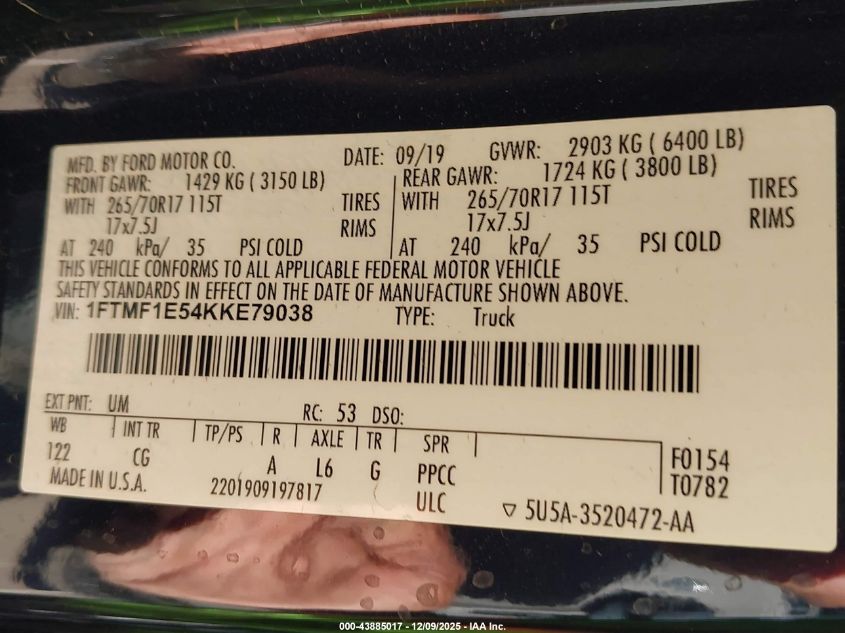 MFD. BY FORD MOTOR CO. DATE: 09/19 GVWR: 2903 KG ( 6400 LB)
FRONT GAWR: 1429 KG ( 3150 LB) REAR GAWR: 1724 KG ( 3800 LB)
WITH 265/70R17 115T TIRES WITH 265/70R17 115T TIRES
17x7.5J RIMS 17x7.5J RIMS
AT 240 kPa/ 35 PSI COLD AT 240 kPa/ 35 PSI COLD
THIS VEHICLE CONFORMS TO ALL APPLICABLE FEDERAL MOTOR VEHICLE
SAFETY STANDARDS IN EFFECT ON THE DATE OF MANUFACTURE SHOWN ABOVE.
VIN: 1FTMF1E54KKE79038 TYPE: Truck
EXT PNT: UM RC: 53 DSO:
WB INT TR TP/PS R AXLE TR SPR
122 CG A L6 G PPCC F0154
MADE IN U.S.A. 2201909197817 ULC T0782
▽ 5U5A-3520472-AA
000-43885017 - 12/09/2025 - IAA Inc.